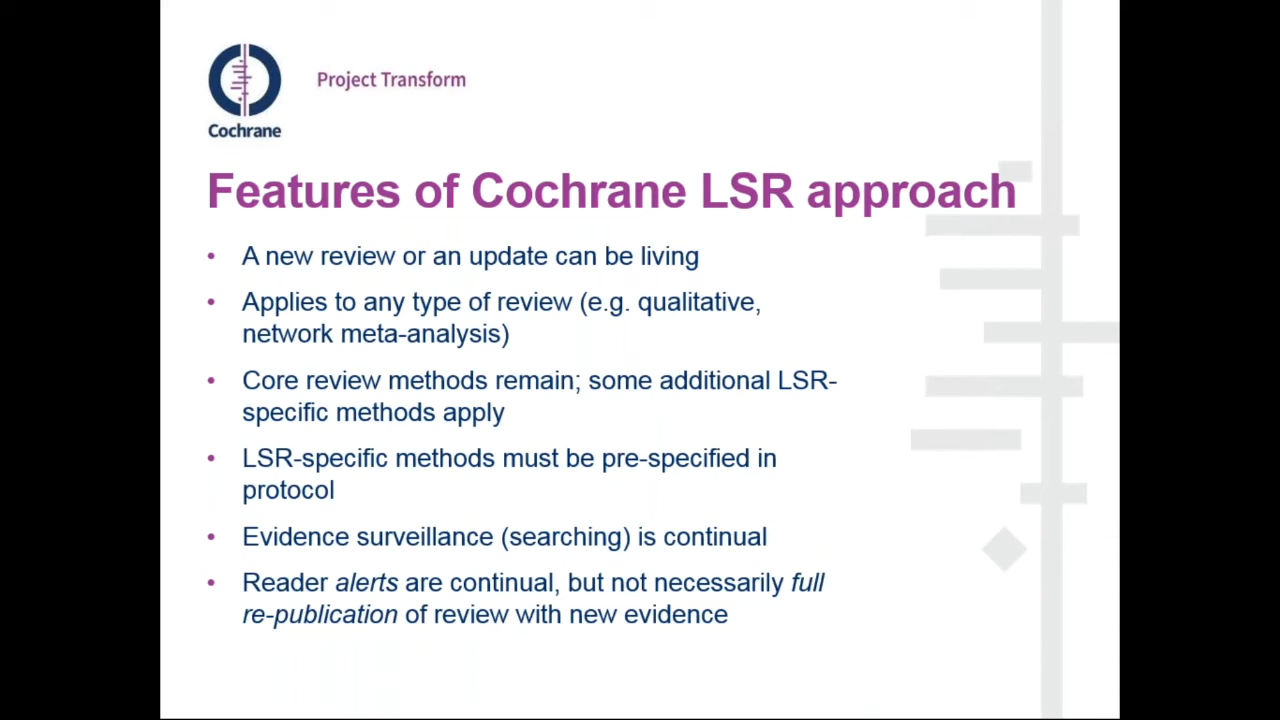 Project Transform
Cochrane
Features of Cochrane LSR approach
• A new review or an update can be living
• Applies to any type of review (e.g. qualitative,
network meta-analysis)
• Core review methods remain; some additional LSR-
specific methods apply
• LSR-specific methods must be pre-specified in
protocol
• Evidence surveillance (searching) is continual
• Reader alerts are continual, but not necessarily full
re-publication of review with new evidence